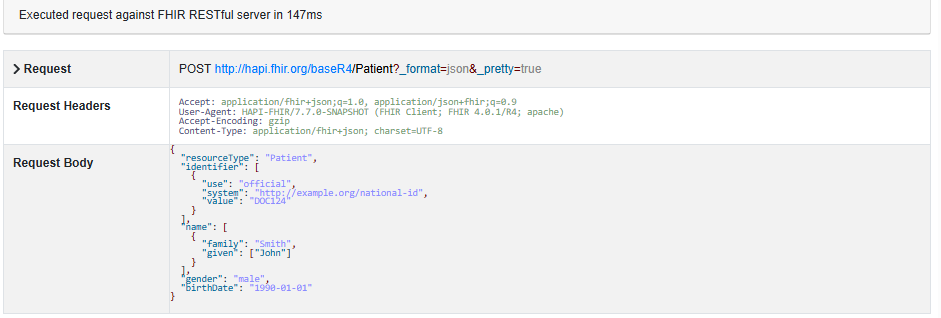 Executed request against FHIR RESTful server in 147ms
Request
POST http://hapi.fhir.org/baseR4/Patient?_format=json&_pretty=true
Request Headers
Accept: application/fhir+json;q=1.0, application/json+fhir;q=0.9
User-Agent: HAPI-FHIR/7.7.0-SNAPSHOT (FHIR Client; FHIR 4.0.1/R4; apache)
Accept-Encoding: gzip
Content-Type: application/fhir+json; charset=UTF-8
Request Body
{
  "resourceType": "Patient",
  "identifier": [
    {
      "use": "official",
      "system": "http://example.org/national-id",
      "value": "DOC124"
    }
  ],
  "name": [
    {
      "family": "Smith",
      "given": ["John"]
    }
  ],
  "gender": "male",
  "birthDate": "1990-01-01"
}